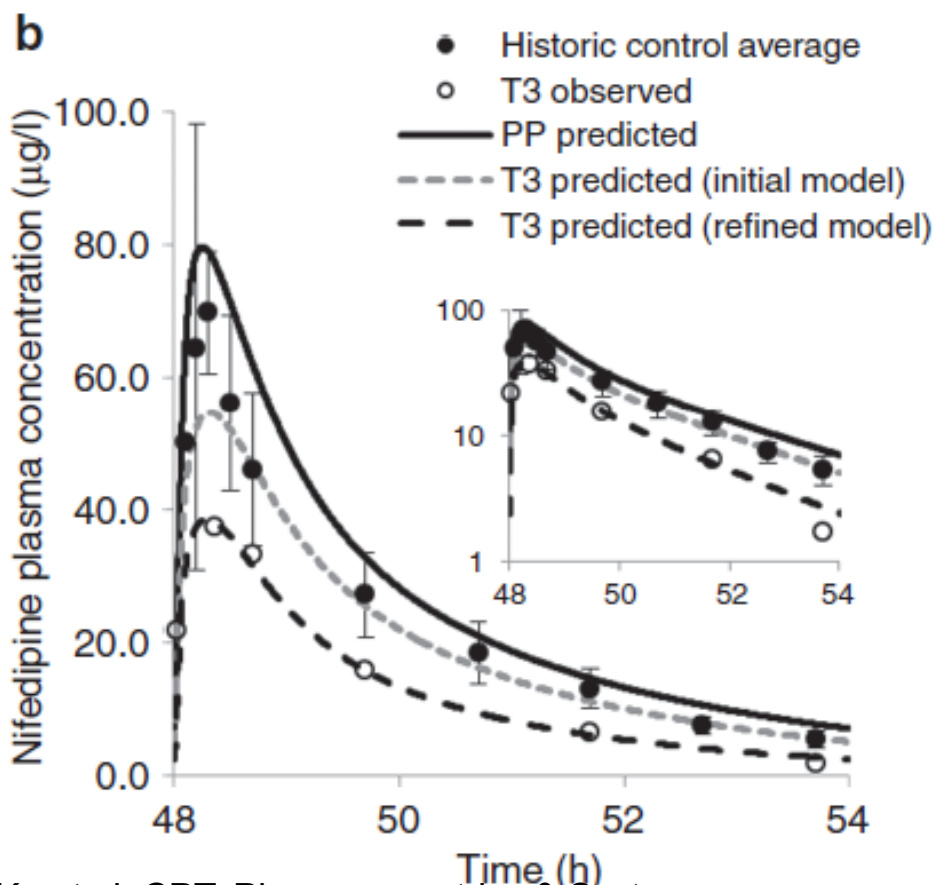 b
Historic control average
T3 observed
PP predicted
T3 predicted (initial model)
T3 predicted (refined model)
Nifedipine plasma concentration (µg/l)
100.0
80.0
60.0
40.0
20.0
0.0
48 50 52 54
Time (h)
100
10
1
48 50 52 54